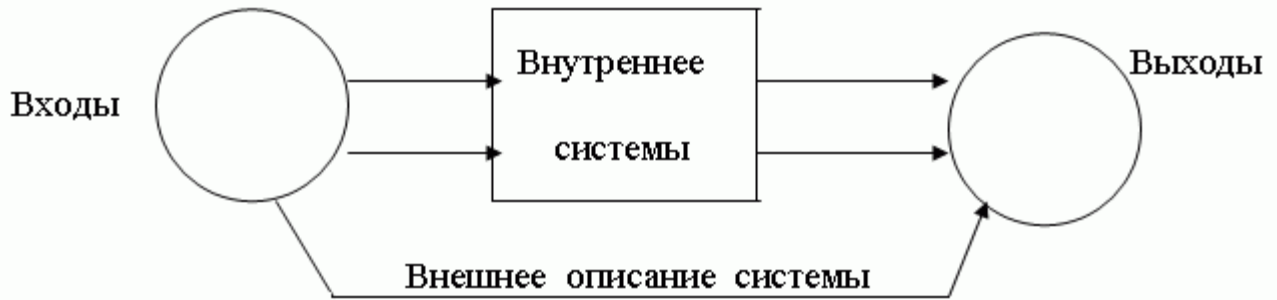 Входы
Внутреннее
системы
Выходы
Внешнее описание системы